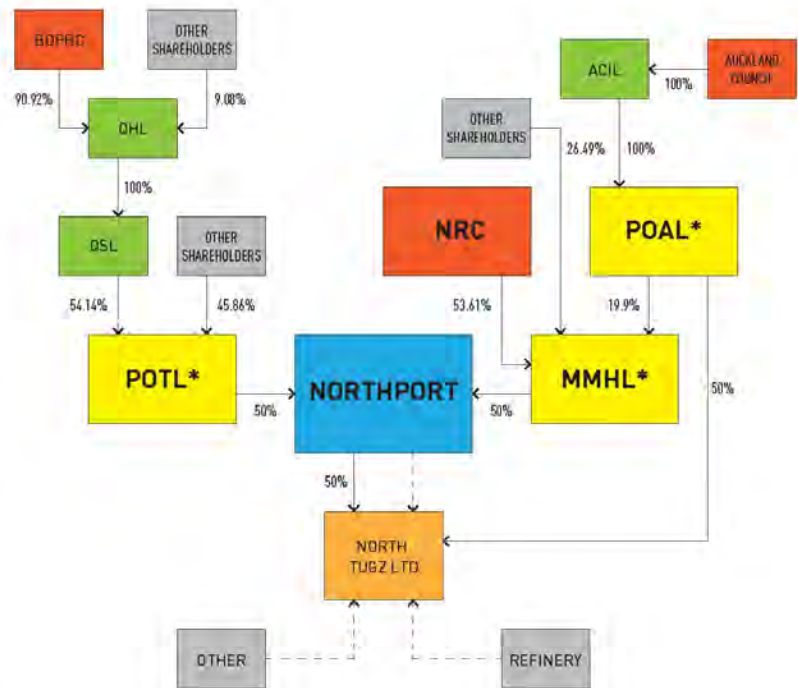 BOPRC
OTHER
SHAREHOLDERS
ACIL
AUCKLAND
COUNCIL
100%
90.92%
9.08%
QHL
OTHER
SHAREHOLDERS
26.49%
100%
100%
NRC
POAL*
QSL
OTHER
SHAREHOLDERS
54.14%
45.86%
53.61%
19.9%
POTL*
NORTHPORT
MMHL*
50%
50%
50%
50%
NORTH
TUGZ LTD
OTHER
REFINERY